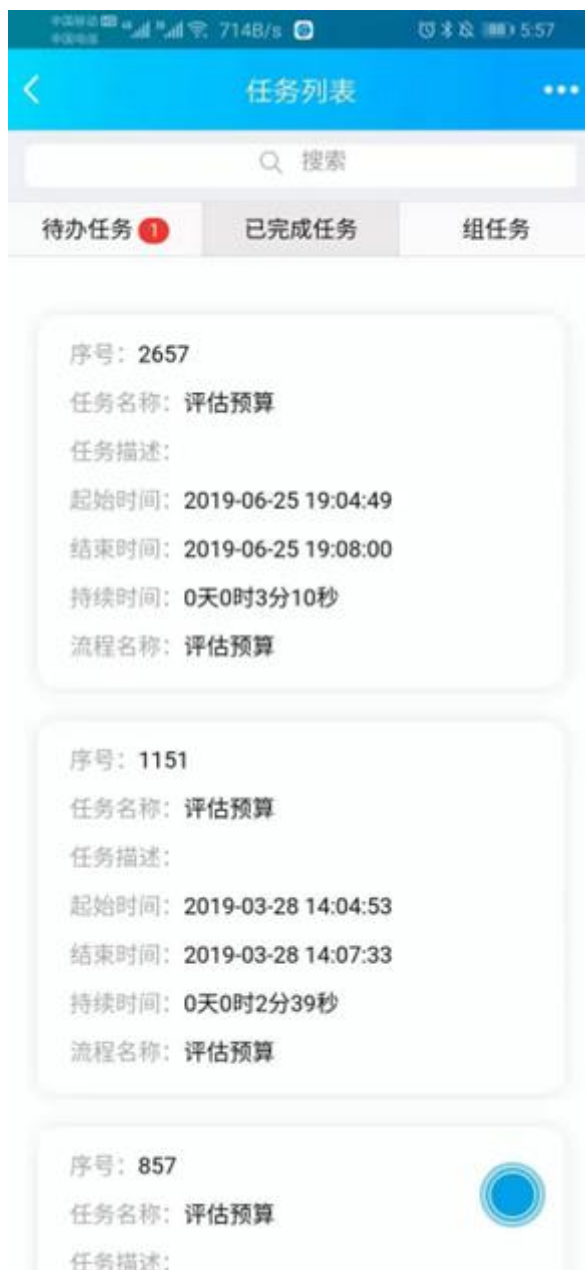 714B/s 5:57
任务列表
搜索
待办任务 1 已完成任务 组任务
序号：2657
任务名称：评估预算
任务描述：
起始时间：2019-06-25 19:04:49
结束时间：2019-06-25 19:08:00
持续时间：0天0时3分10秒
流程名称：评估预算
序号：1151
任务名称：评估预算
任务描述：
起始时间：2019-03-28 14:04:53
结束时间：2019-03-28 14:07:33
持续时间：0天0时2分39秒
流程名称：评估预算
序号：857
任务名称：评估预算
任务描述：